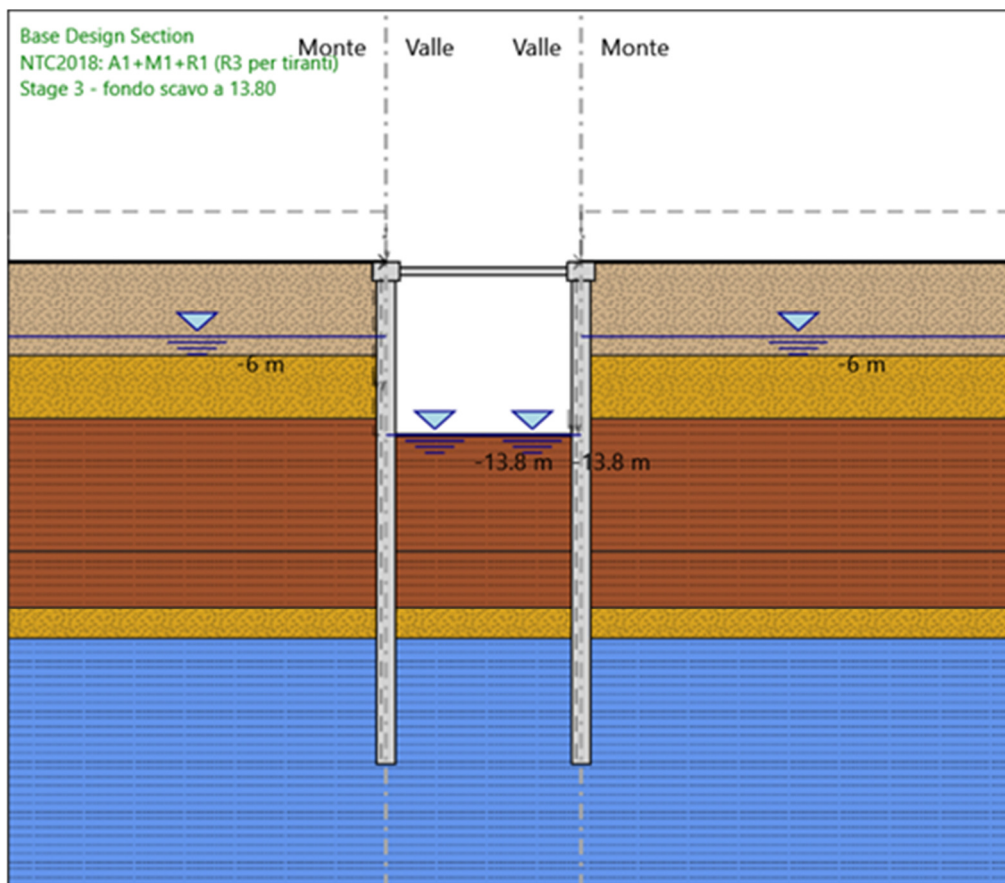 Base Design Section
NTC2018: A1+M1+R1 (R3 per tiranti)
Stage 3 - fondo scavo a 13.80
Monte Valle Valle Monte
-6 m -6 m
-13.8 m -13.8 m